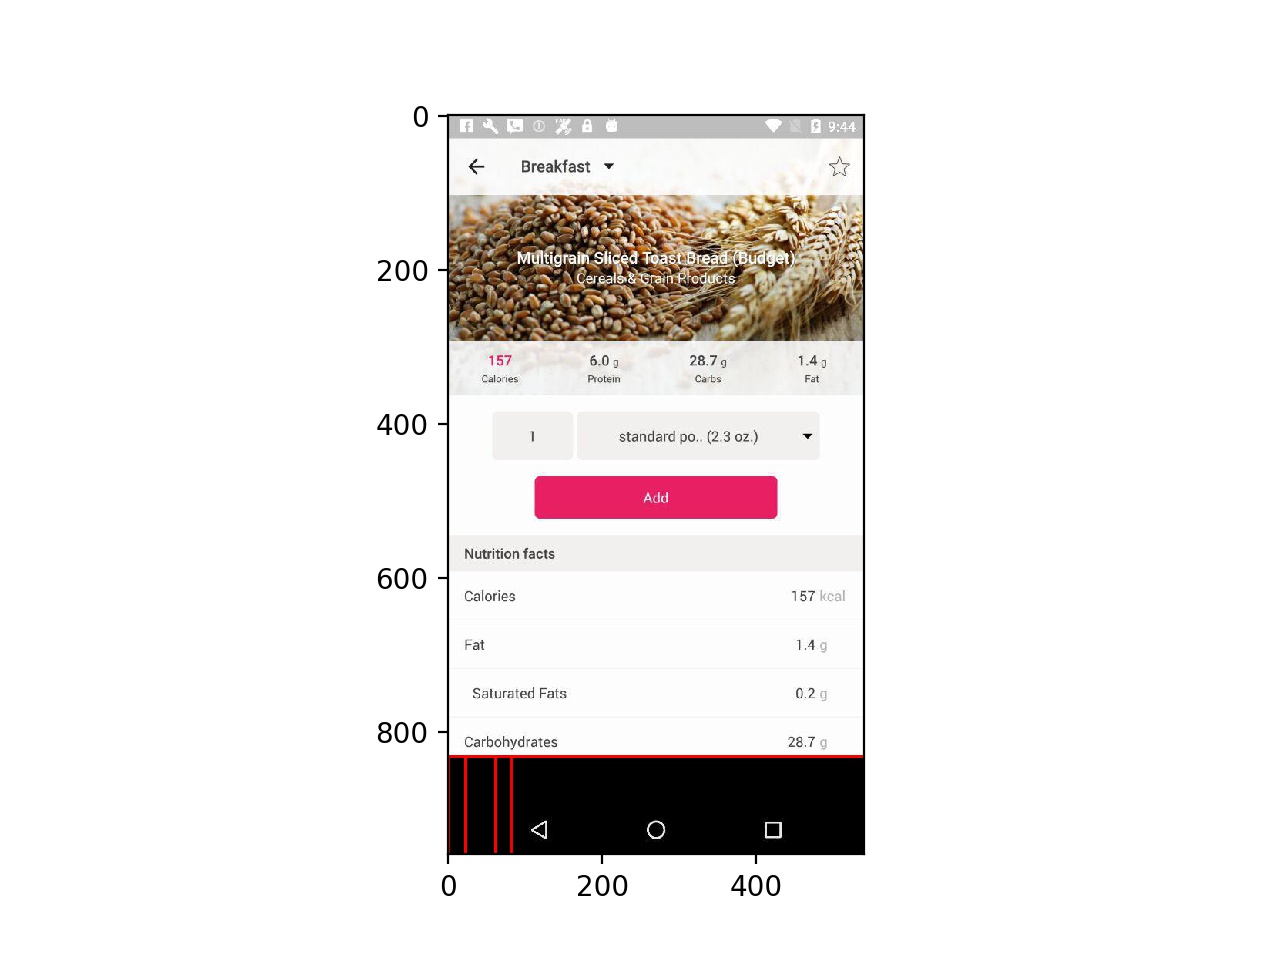 0
200
400
600
800
9:44
Breakfast
Multigrain Sliced Toast Bread (Budget)
Cereals & Grain Products
157 6.0 g 28.7 g 1.4 g
Calories Protein Carbs Fat
1 standard po.. (2.3 oz.)
Add
Nutrition facts
Calories 157 kcal
Fat 1.4 g
Saturated Fats 0.2 g
Carbohydrates 28.7 g
0 200 400